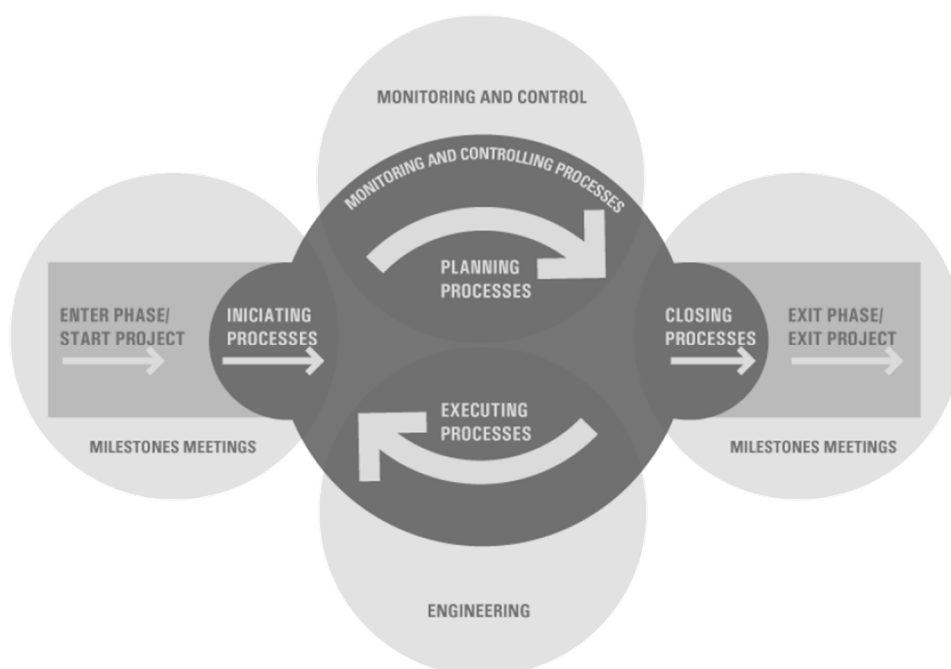 MONITORING AND CONTROL
MONITORING AND CONTROLLING PROCESSES
PLANNING
PROCESSES
ENTER PHASE/
START PROJECT
INICIATING
PROCESSES
CLOSING
PROCESSES
EXIT PHASE/
EXIT PROJECT
EXECUTING
PROCESSES
MILESTONES MEETINGS
MILESTONES MEETINGS
ENGINEERING